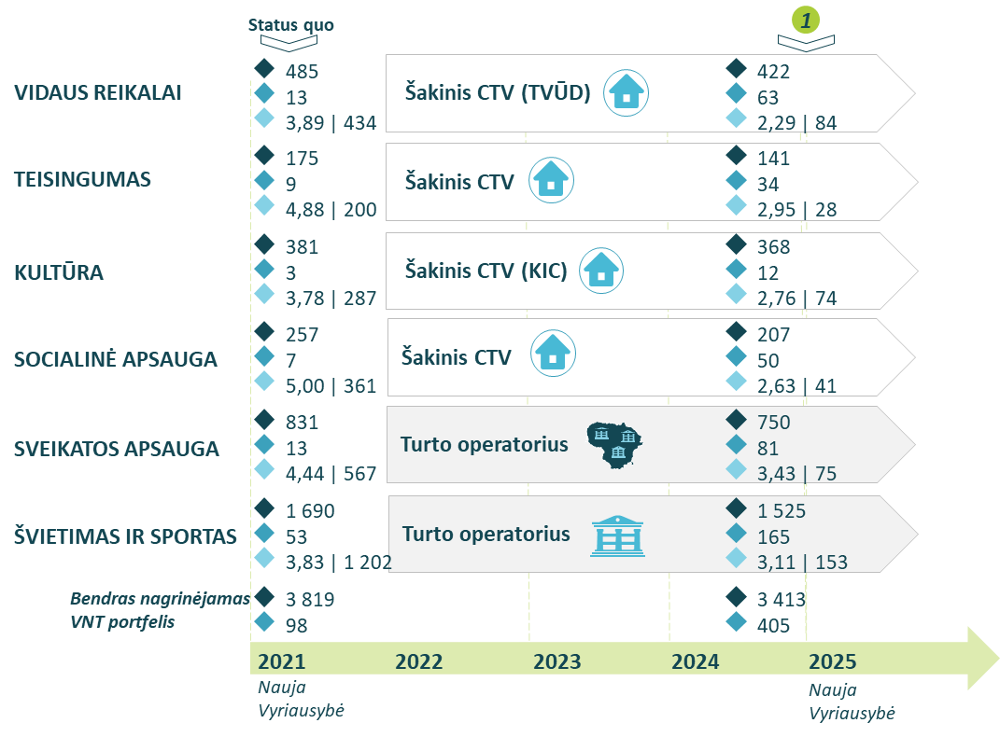 Status quo
1
VIDAUS REIKALAI
485
13
3,89 | 434
Šakinis CTV (TVŪD)
422
63
2,29 | 84
TEISINGUMAS
175
9
4,88 | 200
Šakinis CTV
141
34
2,95 | 28
KULTŪRA
381
3
3,78 | 287
Šakinis CTV (KIC)
368
12
2,76 | 74
SOCIALINĖ APSAUGA
257
7
5,00 | 361
Šakinis CTV
207
50
2,63 | 41
SVEIKATOS APSAUGA
831
13
4,44 | 567
Turto operatorius
750
81
3,43 | 75
ŠVIETIMAS IR SPORTAS
1 690
53
3,83 | 1 202
Turto operatorius
1 525
165
3,11 | 153
Bendras nagrinėjamas
VNT portfelis
3 819
98
3 413
405
2021
2022
2023
2024
2025
Nauja
Vyriausybė
Nauja
Vyriausybė